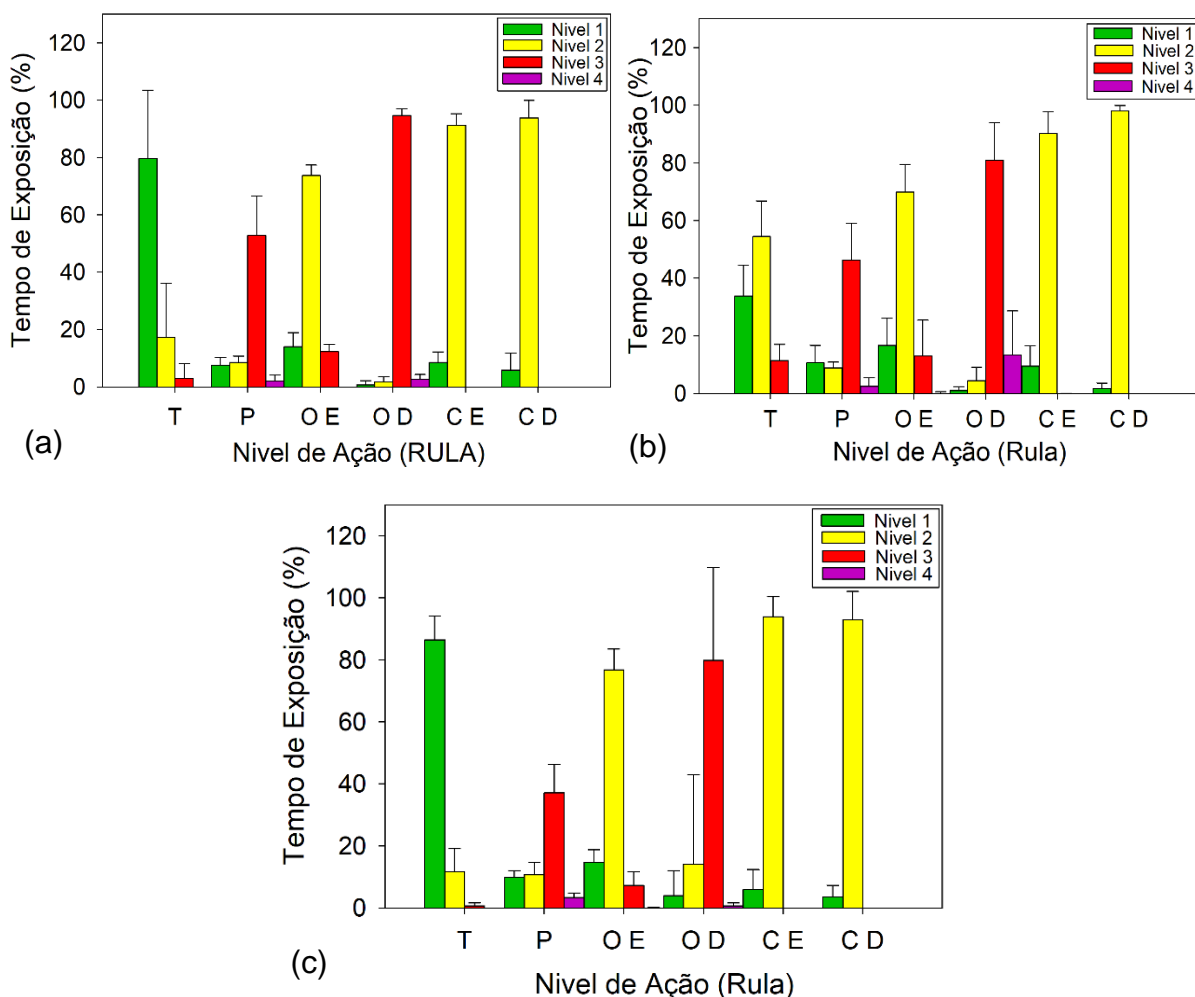 Tempo de Exposição (%)
120
100
80
60
40
20
0
Nivel 1
Nivel 2
Nivel 3
Nivel 4
T P O E O D C E C D
(a)
Nivel de Ação (RULA)
Tempo de Exposição (%)
120
100
80
60
40
20
0
Nivel 1
Nivel 2
Nivel 3
Nivel 4
T P O E O D C E C D
(b)
Nivel de Ação (Rula)
Tempo de Exposição (%)
120
100
80
60
40
20
0
Nivel 1
Nivel 2
Nivel 3
Nivel 4
T P O E O D C E C D
(c)
Nivel de Ação (Rula)